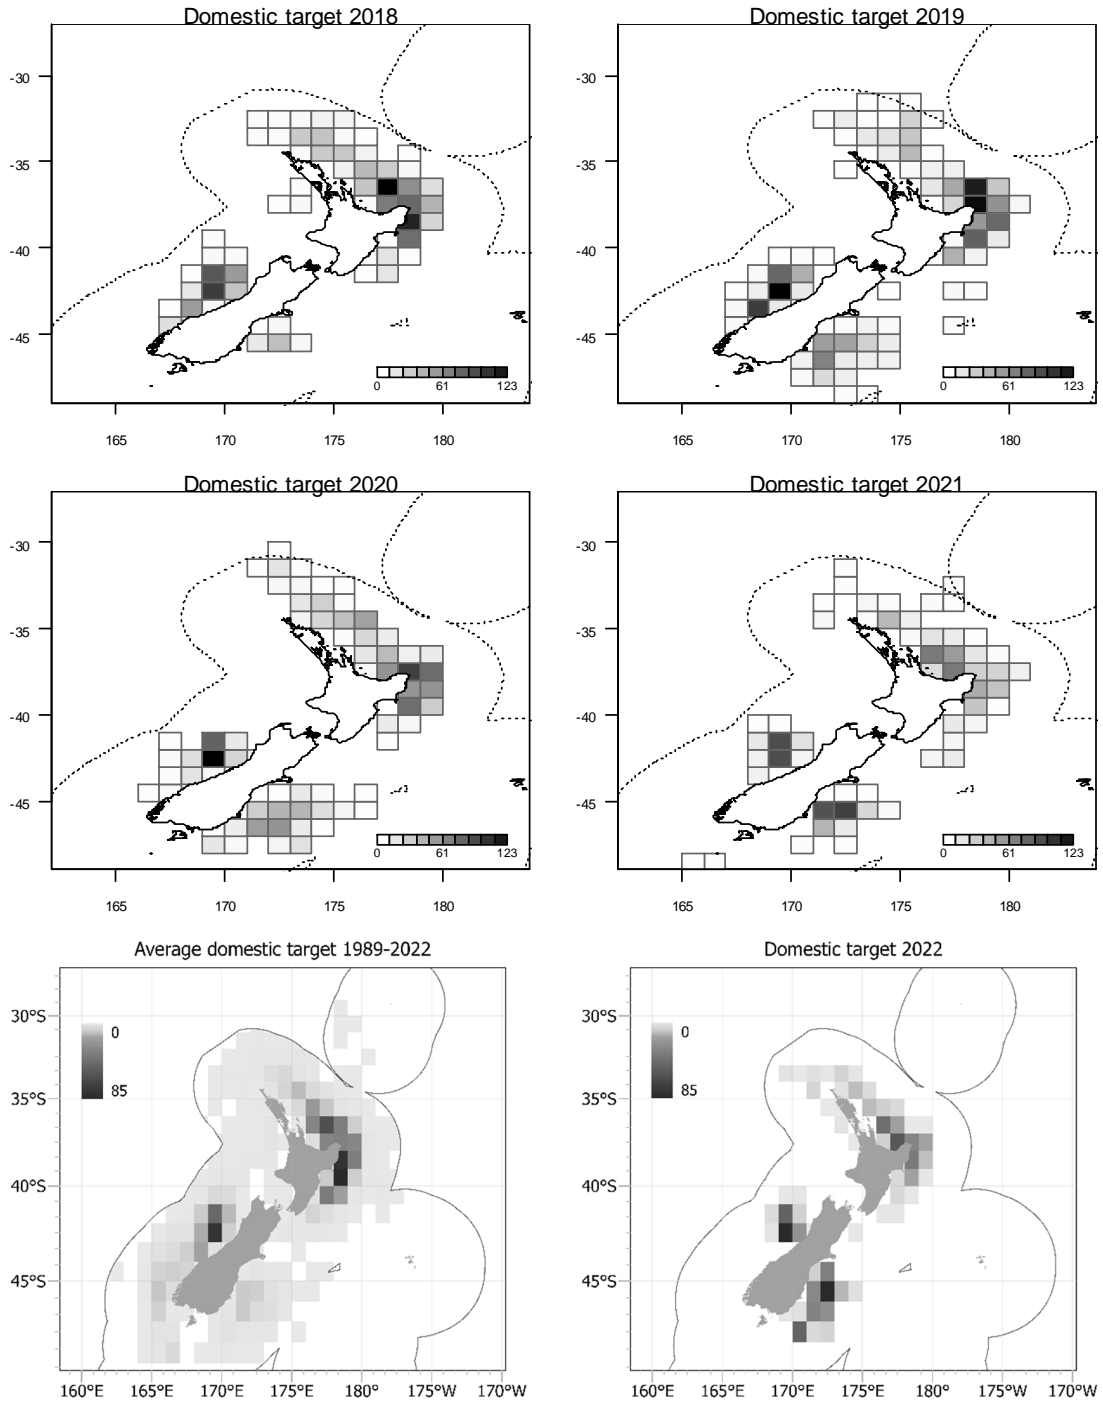 Domestic target 2018
Domestic target 2019
-30
-35
-40
-45
0 61 123
165 170 175 180
-30
-35
-40
-45
0 61 123
165 170 175 180
Domestic target 2020
Domestic target 2021
-30
-35
-40
-45
0 61 123
165 170 175 180
-30
-35
-40
-45
0 61 123
165 170 175 180
Average domestic target 1989-2022
Domestic target 2022
30°S
35°S
40°S
45°S
0
85
160°E 165°E 170°E 175°E 180° 175°W 170°W
30°S
35°S
40°S
45°S
0
85
160°E 165°E 170°E 175°E 180° 175°W 170°W